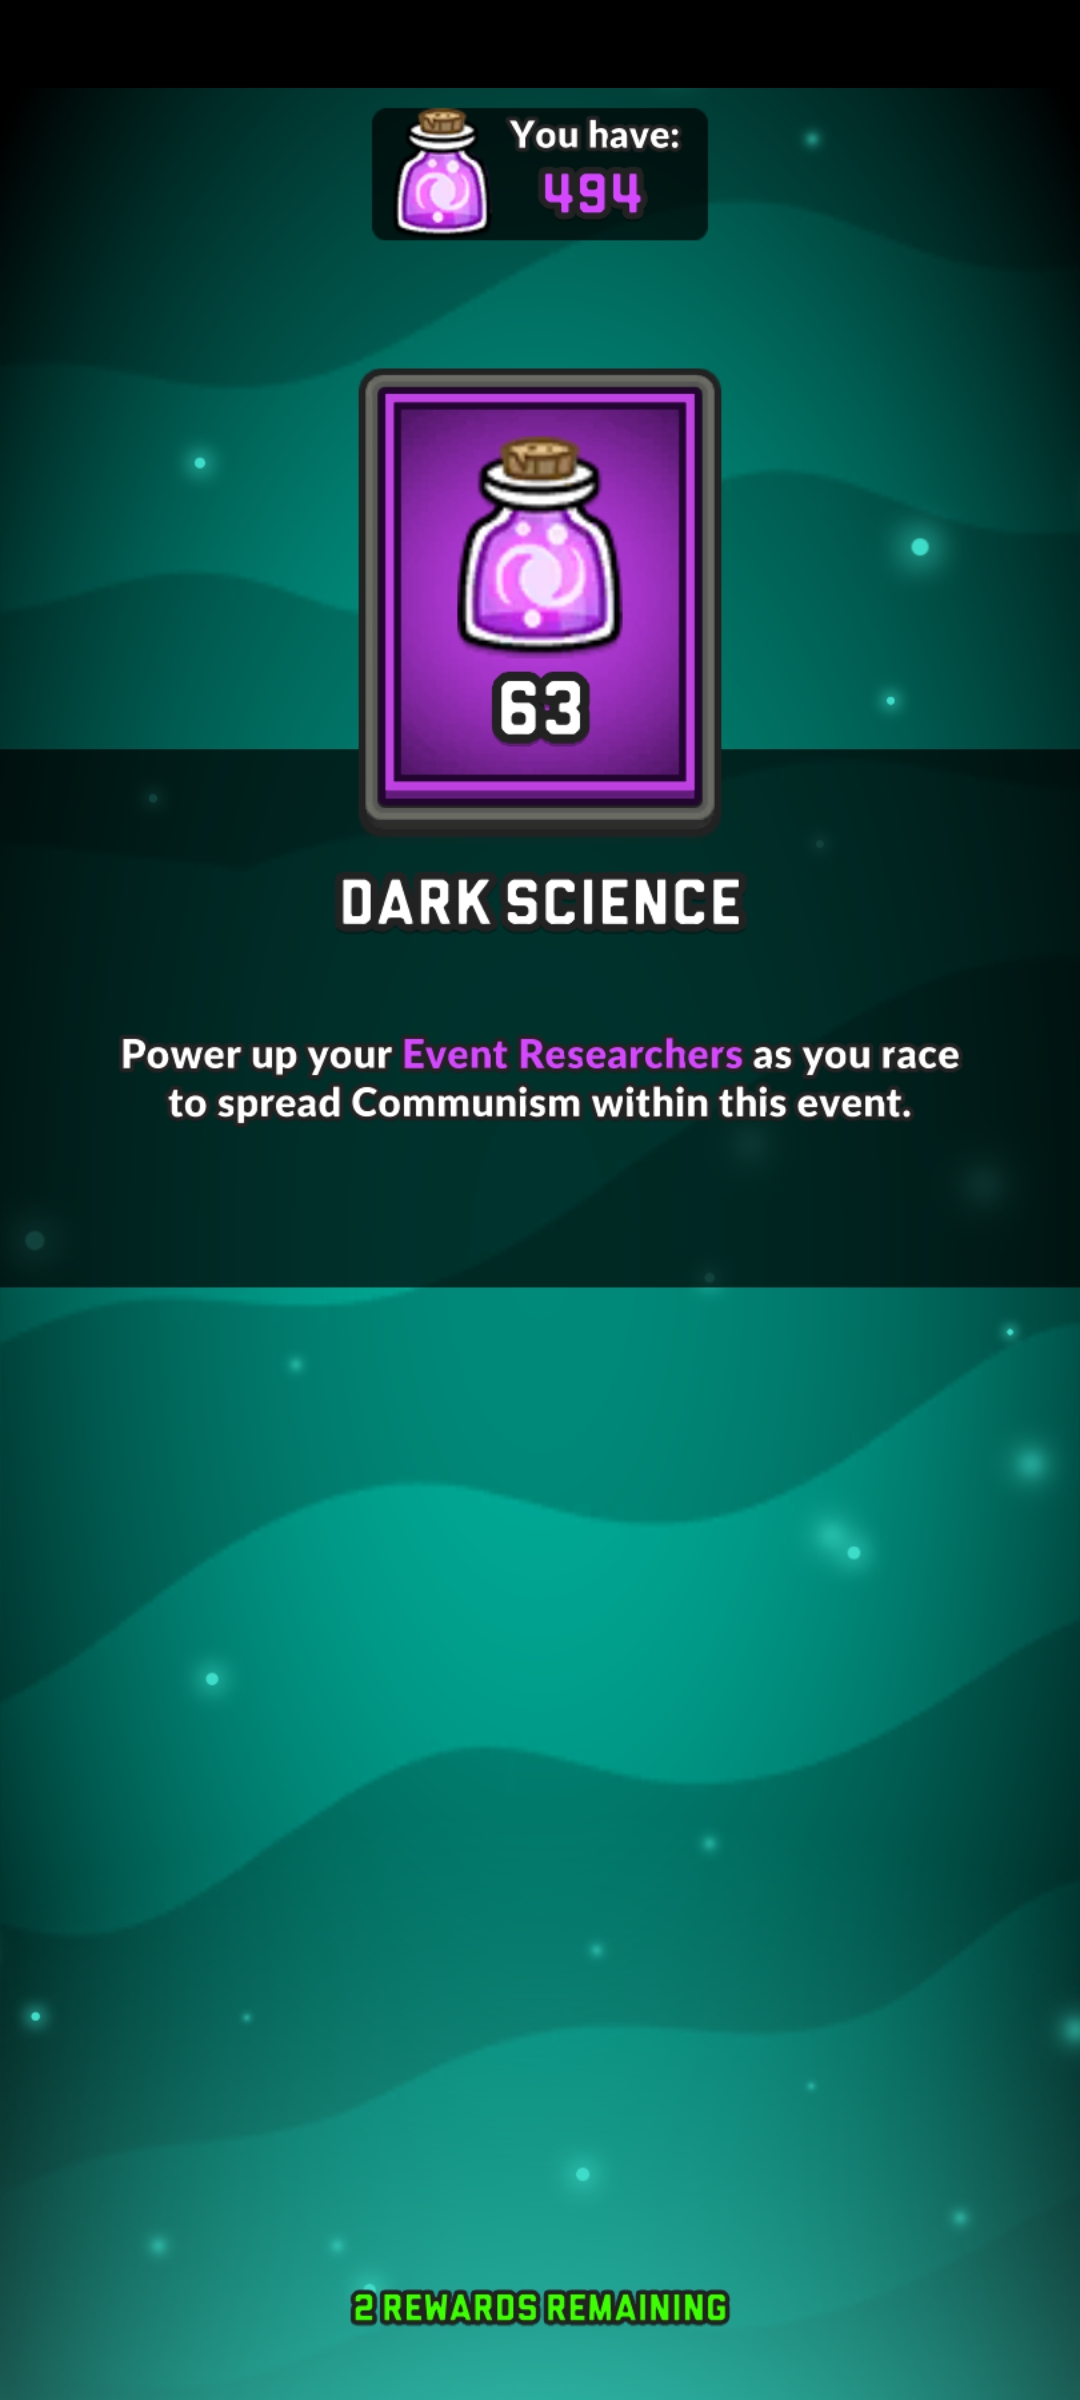 You have:
494
63
DARK SCIENCE
Power up your Event Researchers as you race
to spread Communism within this event.
2 REWARDS REMAINING